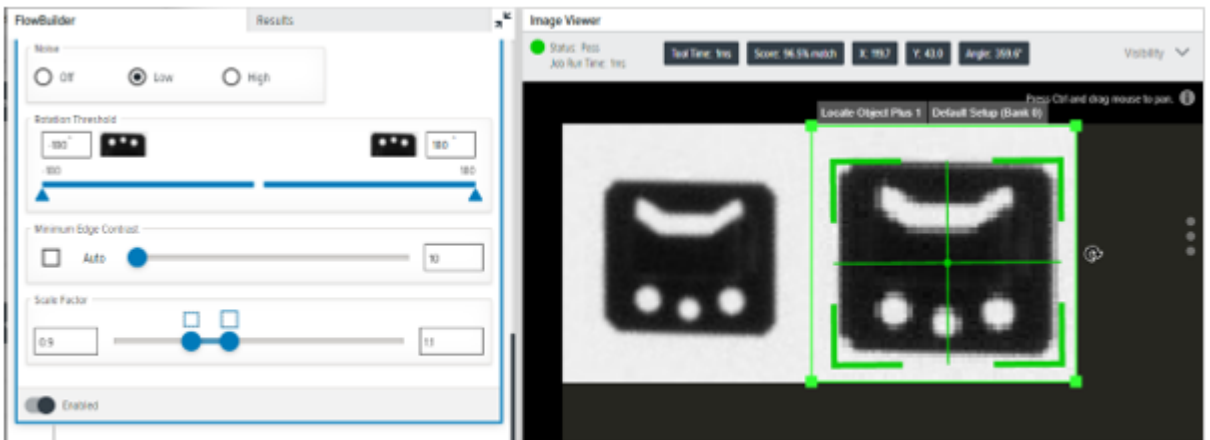 FlowBuilder
Results
Noise
Off
Low
High
Rotation Threshold
-180 °
180 °
-180
180
Minimum Edge Contrast
Auto
10
Scale Factor
0.9
1.1
Enabled
Image Viewer
Status: Pass
Job Run Time: 1ms
Tool Time: 1ms
Score: 96.5% match
X: 119.7
Y: 43.0
Angle: 359.6°
Visibility
Press Ctrl and drag mouse to pan.
Locate Object Plus 1
Default Setup (Bank 0)